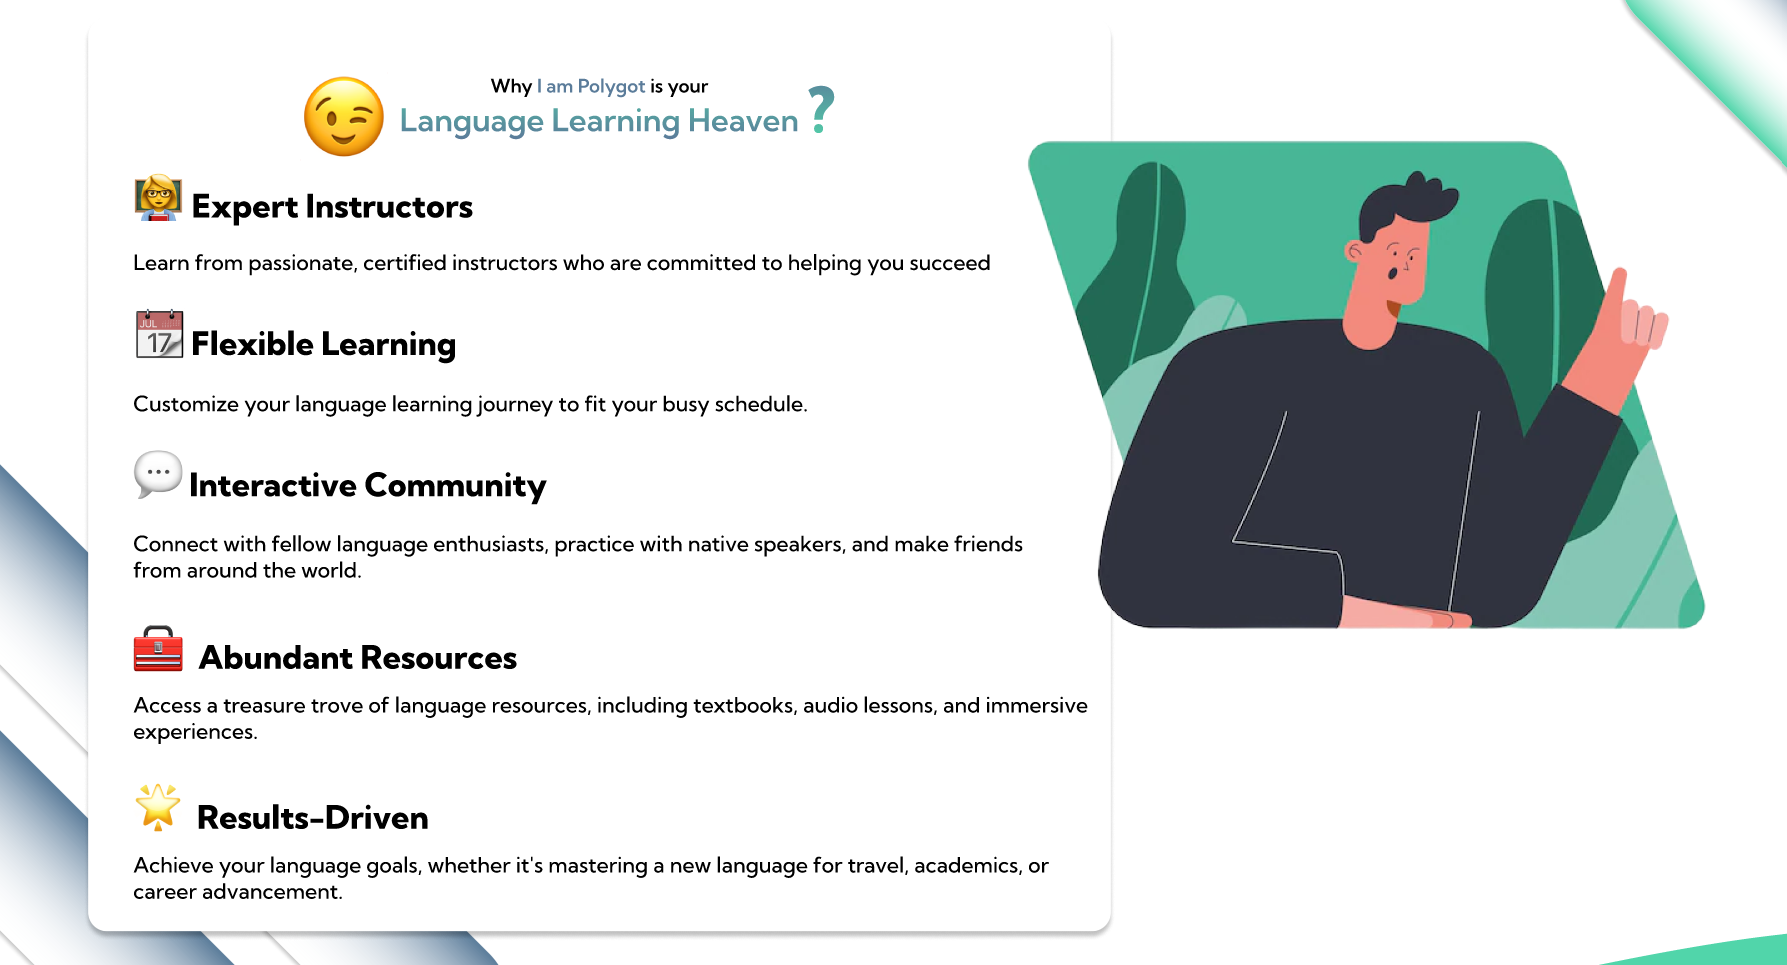 Why I am Polygot is your
Language Learning Heaven ?
Expert Instructors
Learn from passionate, certified instructors who are committed to helping you succeed
JUL
17
Flexible Learning
Customize your language learning journey to fit your busy schedule.
Interactive Community
Connect with fellow language enthusiasts, practice with native speakers, and make friends
from around the world.
Abundant Resources
Access a treasure trove of language resources, including textbooks, audio lessons, and immersive
experiences.
Results-Driven
Achieve your language goals, whether it's mastering a new language for travel, academics, or
career advancement.